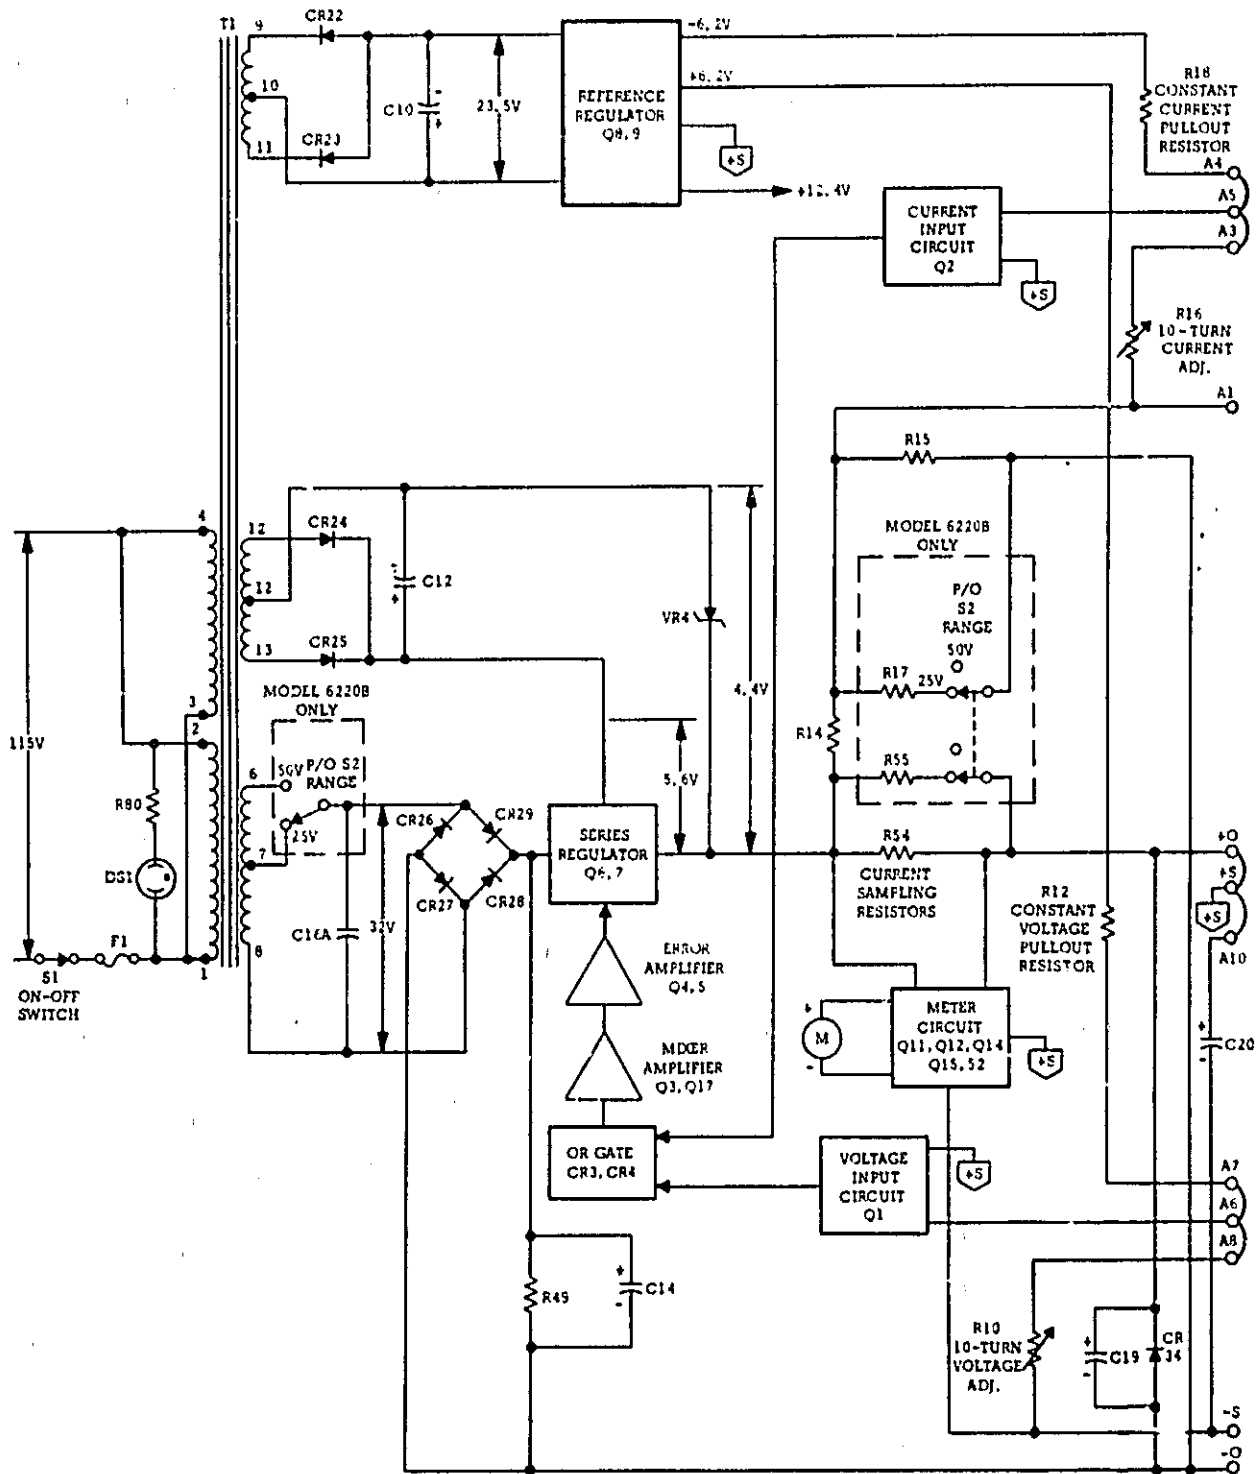 T1
9
CR22
10
11
CR23
C10
-
+
23.5V
REFERENCE
REGULATOR
Q8,9
-6.2V
+6.2V
+S
+12.4V
R18
CONSTANT
CURRENT
PULLOUT
RESISTOR
A4
A5
A3
CURRENT
INPUT
CIRCUIT
Q2
+S
R16
10-TURN
CURRENT
ADJ.
A1
R15
4
12
CR24
12
C12
-
+
13
CR25
VR4
4.4V
MODEL 6220B
ONLY
P/O
S2
RANGE
50V
R17
25V
R14
R55
3
2
MODEL 6220B
ONLY
115V
6
50V
P/O S2
RANGE
25V
7
R80
DS1
8
C16A
32V
CR26
CR29
CR27
CR28
5.6V
SERIES
REGULATOR
Q6,7
R54
CURRENT
SAMPLING
RESISTORS
+O
+S
+S
A10
R12
CONSTANT
VOLTAGE
PULLOUT
RESISTOR
F1
1
S1
ON-OFF
SWITCH
ERROR
AMPLIFIER
Q4,5
+
M
-
METER
CIRCUIT
Q11,Q12,Q14
Q15,S2
+S
+
C20
-
MIXER
AMPLIFIER
Q3,Q17
OR GATE
CR3, CR4
VOLTAGE
INPUT
CIRCUIT
Q1
+S
A7
A6
A8
R49
+
C14
-
R10
10-TURN
VOLTAGE
ADJ.
+
C19
-
CR
34
-S
-O